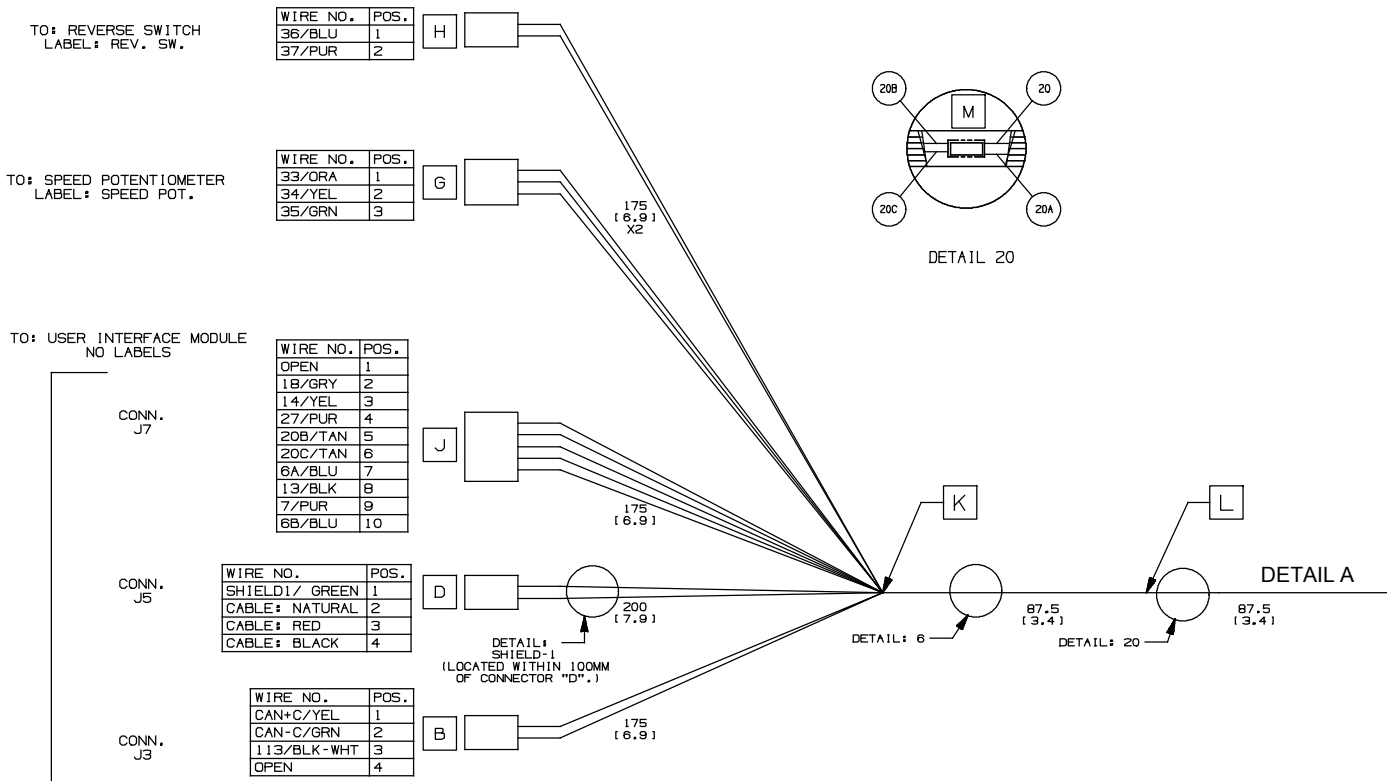 TO: REVERSE SWITCH
LABEL: REV. SW.
WIRE NO. POS.
36/BLU 1
37/PUR 2
H
TO: SPEED POTENTIOMETER
LABEL: SPEED POT.
WIRE NO. POS.
33/ORA 1
34/YEL 2
35/GRN 3
G
175
[6.9]
X2
20B
20
M
20C
20A
DETAIL 20
TO: USER INTERFACE MODULE
NO LABELS
CONN.
J7
WIRE NO. POS.
OPEN 1
18/GRY 2
14/YEL 3
27/PUR 4
20B/TAN 5
20C/TAN 6
6A/BLU 7
13/BLK 8
7/PUR 9
6B/BLU 10
J
175
[6.9]
K
L
CONN.
J5
WIRE NO. POS.
SHIELD1/ GREEN 1
CABLE: NATURAL 2
CABLE: RED 3
CABLE: BLACK 4
D
200
[7.9]
DETAIL:
SHIELD-1
(LOCATED WITHIN 100MM
OF CONNECTOR "D".)
DETAIL: 6
87.5
[3.4]
DETAIL: 20
DETAIL A
87.5
[3.4]
CONN.
J3
WIRE NO. POS.
CAN+C/YEL 1
CAN-C/GRN 2
113/BLK-WHT 3
OPEN 4
B
175
[6.9]